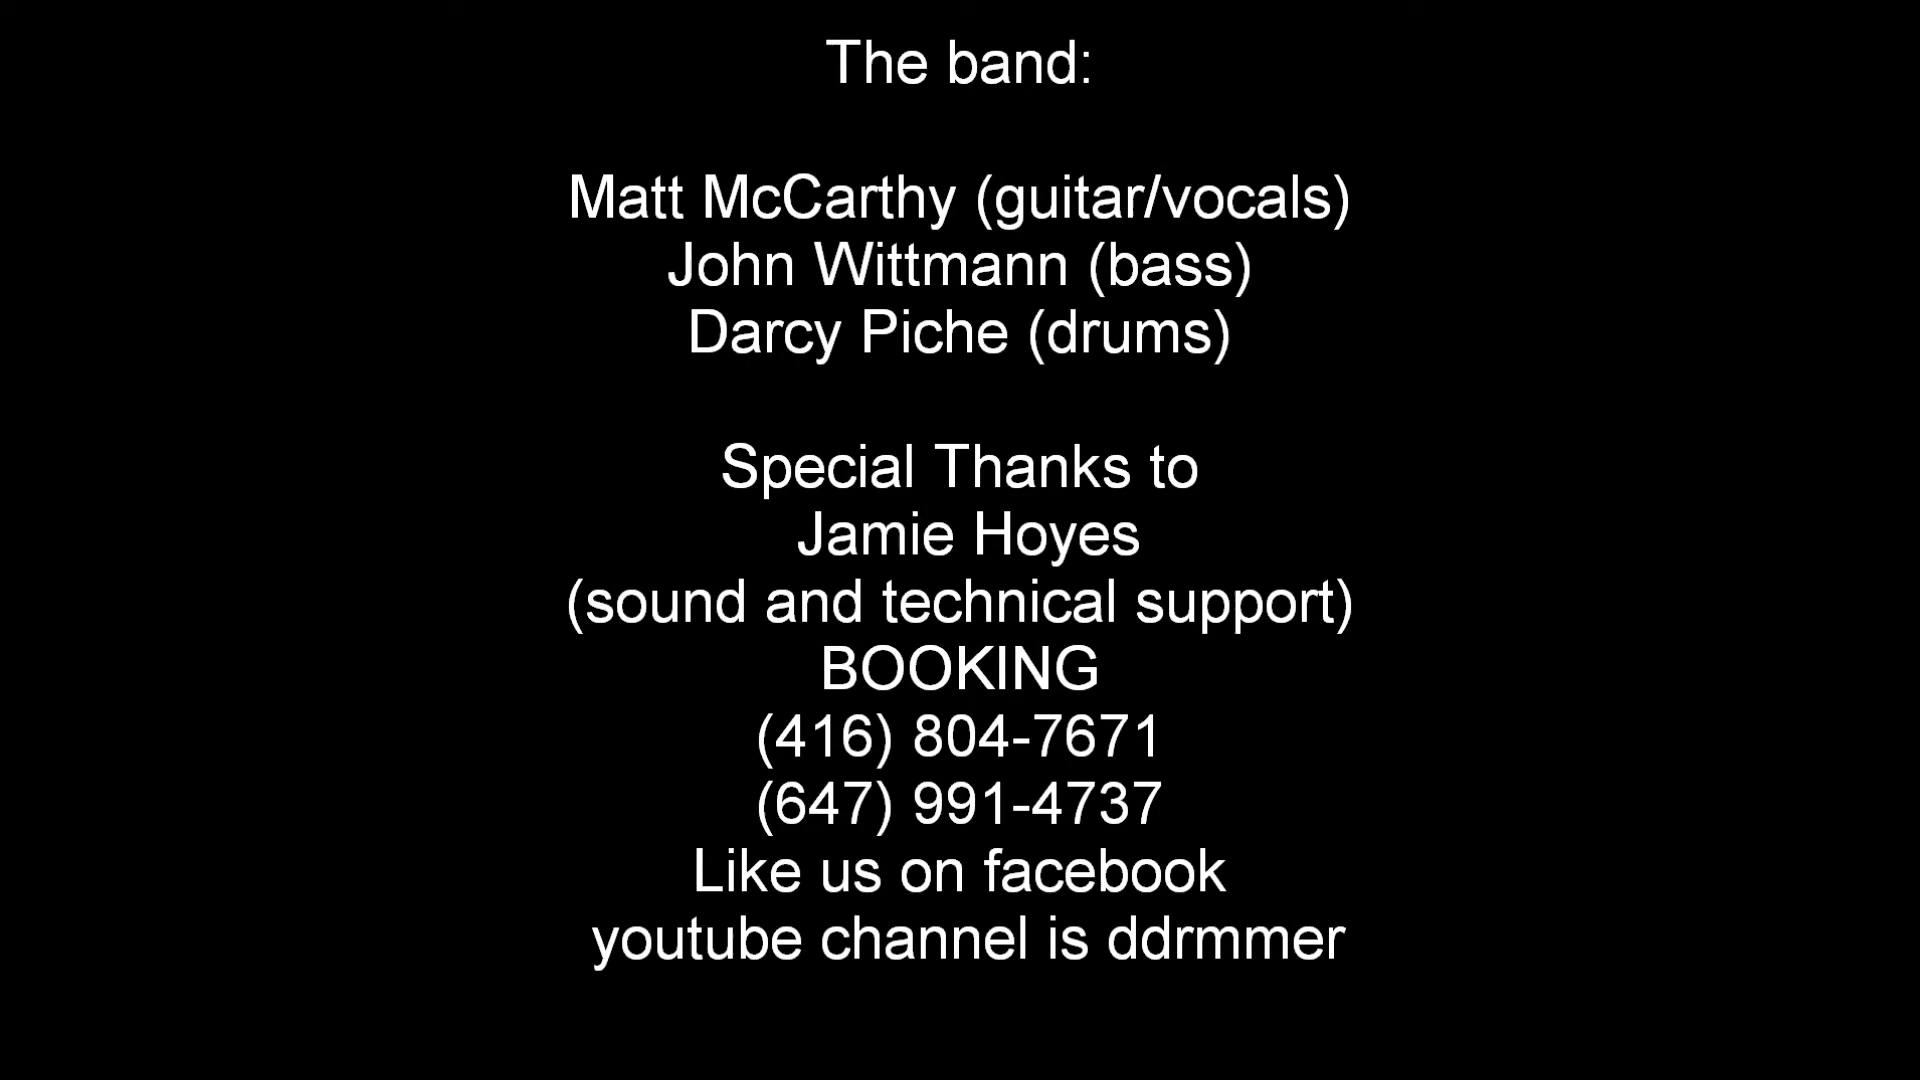 The band:
Matt McCarthy (guitar/vocals)
John Wittmann (bass)
Darcy Piche (drums)
Special Thanks to
Jamie Hoyes
(sound and technical support)
BOOKING
(416) 804-7671
(647) 991-4737
Like us on facebook
youtube channel is ddrmmer